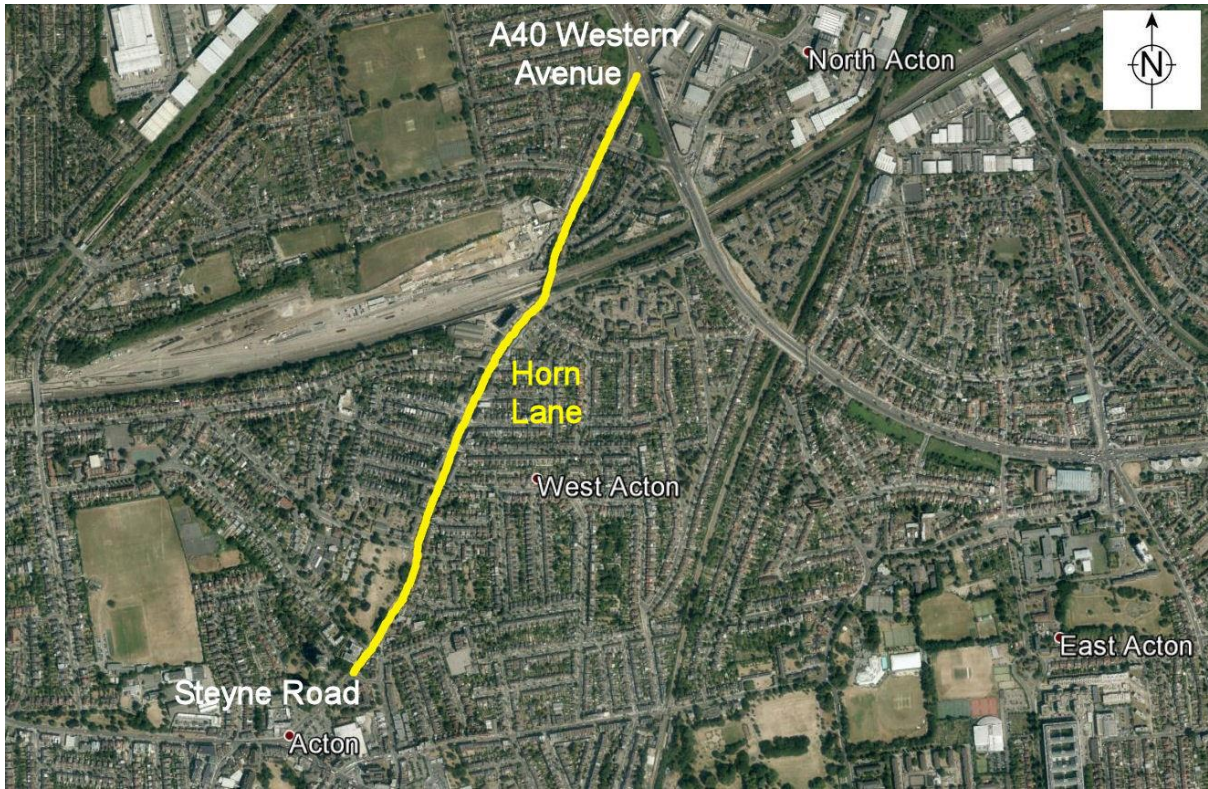 A40 Western
Avenue
North Acton
N
Horn
Lane
West Acton
East Acton
Steyne Road
Acton